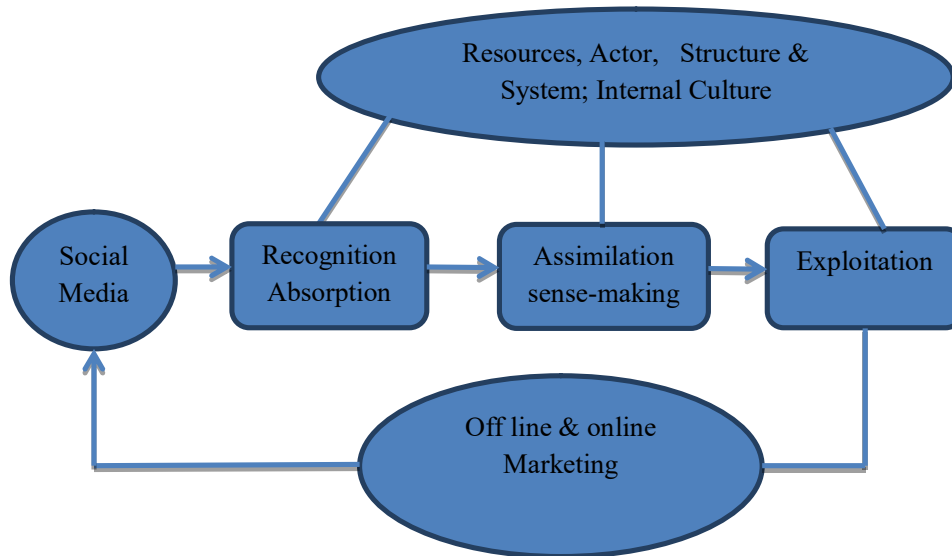 Resources, Actor, Structure &
System; Internal Culture
Social
Media
Recognition
Absorption
Assimilation
sense-making
Exploitation
Off line & online
Marketing